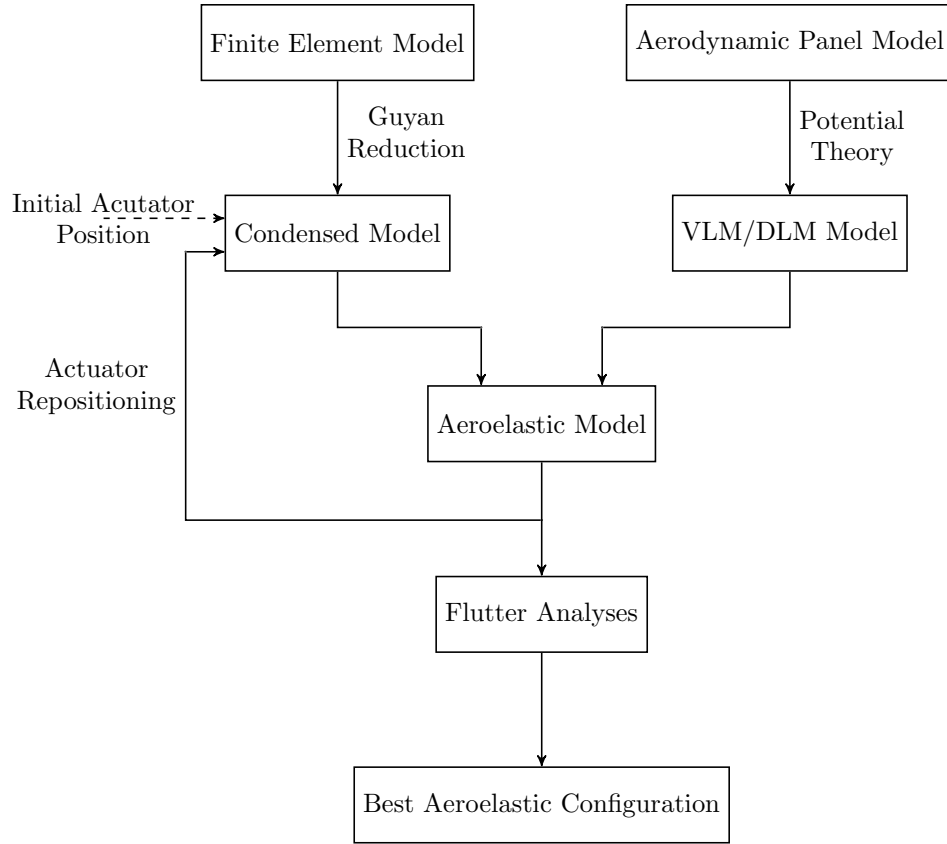 Finite Element Model
Aerodynamic Panel Model
Guyan
Reduction
Potential
Theory
Initial Acutator
Position
Condensed Model
VLM/DLM Model
Actuator
Repositioning
Aeroelastic Model
Flutter Analyses
Best Aeroelastic Configuration